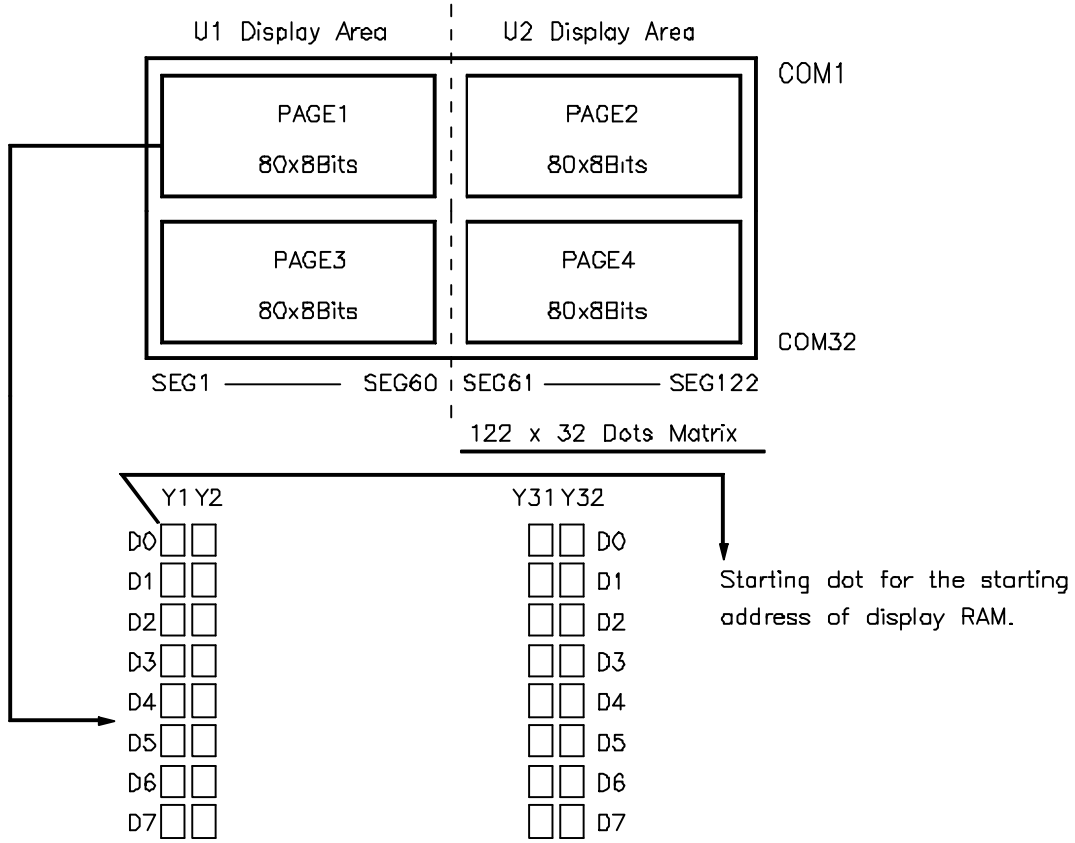 U1 Display Area U2 Display Area
COM1
PAGE1 PAGE2
80x8Bits 80x8Bits
PAGE3 PAGE4
80x8Bits 80x8Bits
COM32
SEG1 SEG60 SEG61 SEG122
122 x 32 Dots Matrix
Y1 Y2 Y31 Y32
D0 D0
D1 D1
D2 D2
D3 D3
D4 D4
D5 D5
D6 D6
D7 D7
Starting dot for the starting
address of display RAM.